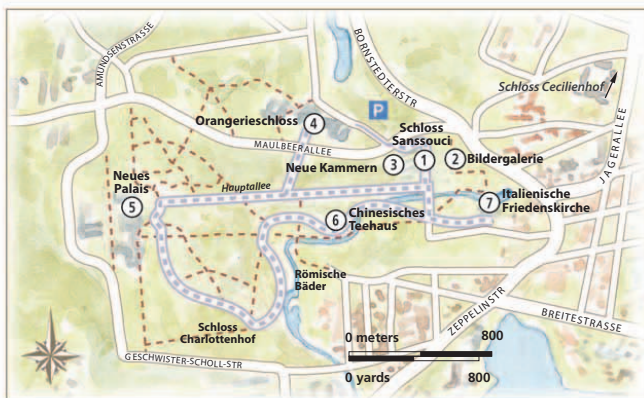 AMUNDSENSTRASSE
BORNSTEDTERSTR
Schloss Cecilienhof
P
Orangerieschloss
4
MAULBEERALLEE
Schloss
Sanssouci
JAGERALLEE
Neue Kammern
3
1
2
Bildergalerie
Neues
Palais
5
Hauptallee
7
Italienische
Friedenskirche
6
Chinesisches
Teehaus
Römische
Bäder
Schloss
Charlottenhof
ZEPPELINSTR
BREITESTRASSE
0 meters 800
0 yards 800
GESCHWISTER-SCHOLL-STR